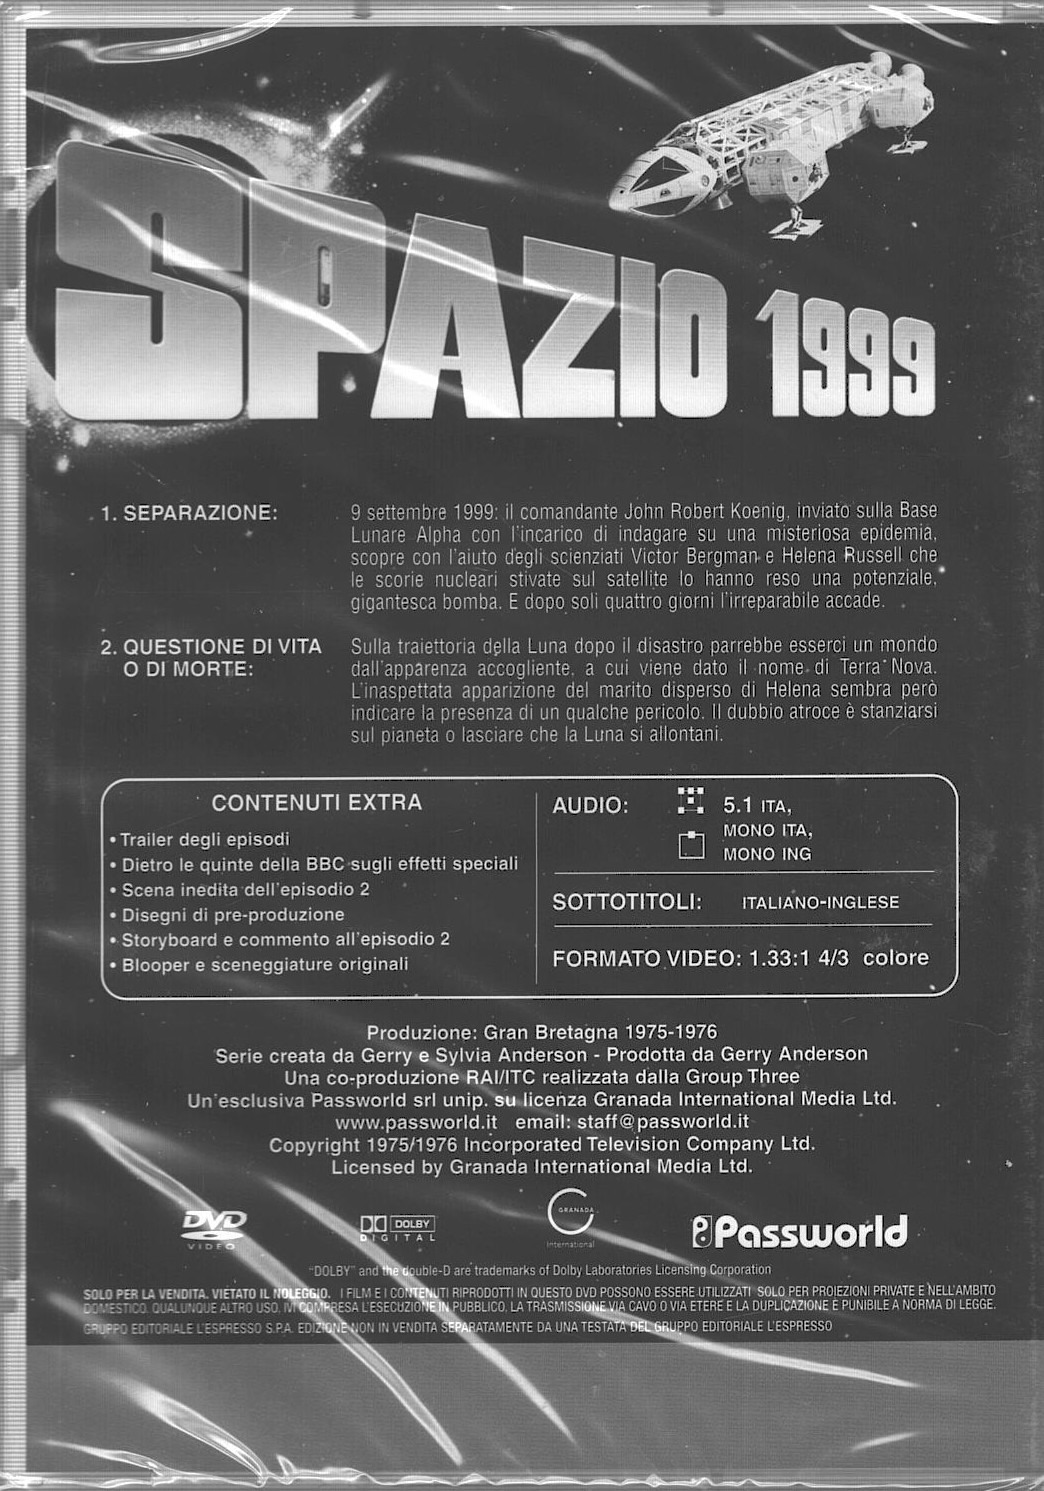 SPAZIO 1999
1. SEPARAZIONE:
9 settembre 1999: il comandante John Robert Koenig, inviato sulla Base
Lunare Alpha con l'incarico di indagare su una misteriosa epidemia,
scopre con l'aiuto degli scienziati Victor Bergman e Helena Russell che
le scorie nucleari stivate sul satellite lo hanno reso una potenziale,
gigantesca bomba. E dopo soli quattro giorni l'irreparabile accade.
2. QUESTIONE DI VITA
O DI MORTE:
Sulla traiettoria della Luna dopo il disastro parrebbe esserci un mondo
dall'apparenza accogliente, a cui viene dato il nome di Terra Nova.
L'inaspettata apparizione del marito disperso di Helena sembra però
indicare la presenza di un qualche pericolo. Il dubbio atroce è stanziarsi
sul pianeta o lasciare che la Luna si allontani.
CONTENUTI EXTRA
• Trailer degli episodi
• Dietro le quinte della BBC sugli effetti speciali
• Scena inedita dell'episodio 2
• Disegni di pre-produzione
• Storyboard e commento all'episodio 2
• Blooper e sceneggiature originali
AUDIO: 5.1 ITA,
MONO ITA,
MONO ING
SOTTOTITOLI: ITALIANO-INGLESE
FORMATO VIDEO: 1.33:1 4/3 colore
Produzione: Gran Bretagna 1975-1976
Serie creata da Gerry e Sylvia Anderson - Prodotta da Gerry Anderson
Una co-produzione RAI/ITC realizzata dalla Group Three
Un'esclusiva Passworld srl unip. su licenza Granada International Media Ltd.
www.passworld.it email: staff@passworld.it
Copyright 1975/1976 Incorporated Television Company Ltd.
Licensed by Granada International Media Ltd.
DVD
VIDEO
DOLBY
DIGITAL
GRANADA
International
Passworld
"DOLBY" and the double-D are trademarks of Dolby Laboratories Licensing Corporation
SOLO PER LA VENDITA. VIETATO IL NOLEGGIO. I FILM E I CONTENUTI RIPRODOTTI IN QUESTO DVD POSSONO ESSERE UTILIZZATI SOLO PER PROIEZIONI PRIVATE E NELL'AMBITO
DOMESTICO. QUALUNQUE ALTRO USO, IVI COMPRESA L'ESECUZIONE IN PUBBLICO, LA TRASMISSIONE VIA CAVO O VIA ETERE E LA DUPLICAZIONE È PUNIBILE A NORMA DI LEGGE.
GRUPPO EDITORIALE L'ESPRESSO S.P.A. EDIZIONE NON IN VENDITA SEPARATAMENTE DA UNA TESTATA DEL GRUPPO EDITORIALE L'ESPRESSO